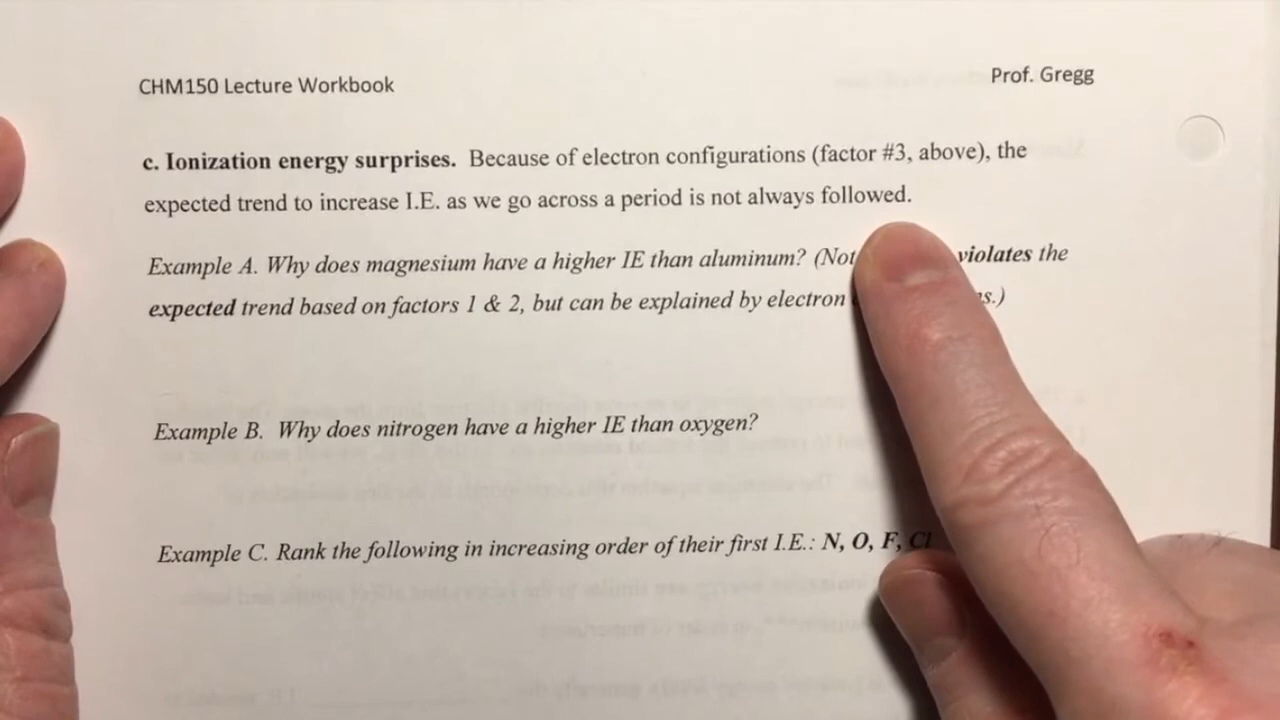 CHM150 Lecture Workbook
Prof. Gregg
c. Ionization energy surprises. Because of electron configurations (factor #3, above), the
expected trend to increase I.E. as we go across a period is not always followed.
Example A. Why does magnesium have a higher IE than aluminum? (Not violates the
expected trend based on factors 1 & 2, but can be explained by electron s.)
Example B. Why does nitrogen have a higher IE than oxygen?
Example C. Rank the following in increasing order of their first I.E.: N, O, F, Cl